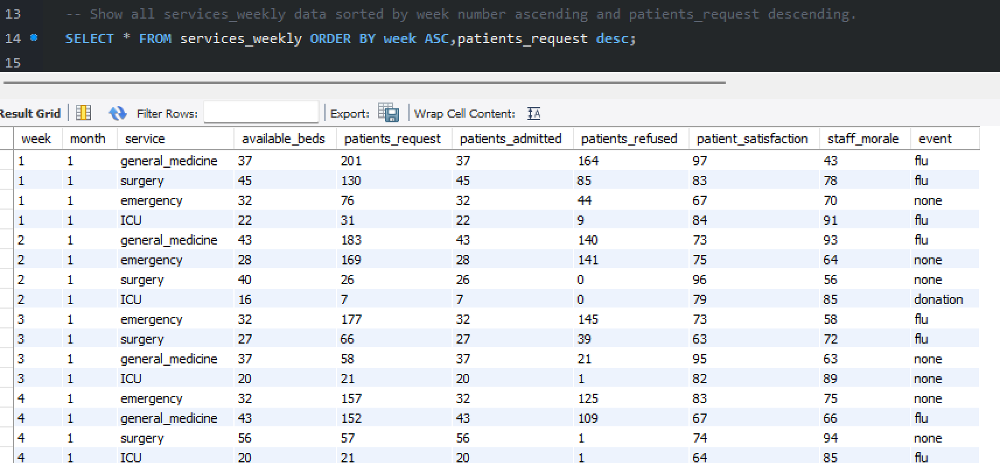 13 -- Show all services_weekly data sorted by week number ascending and patients_request descending.
14 SELECT * FROM services_weekly ORDER BY week ASC,patients_request desc;
15
Result Grid Filter Rows: Export: Wrap Cell Content: IA
week month service available_beds patients_request patients_admitted patients_refused patient_satisfaction staff_morale event
1 1 general_medicine 37 201 37 164 97 43 flu
1 1 surgery 45 130 45 85 83 78 flu
1 1 emergency 32 76 32 44 67 70 none
1 1 ICU 22 31 22 9 84 91 flu
2 1 general_medicine 43 183 43 140 73 93 flu
2 1 emergency 28 169 28 141 75 64 none
2 1 surgery 40 26 26 0 96 56 none
2 1 ICU 16 7 7 0 79 85 donation
3 1 emergency 32 177 32 145 73 58 flu
3 1 surgery 27 66 27 39 63 72 flu
3 1 general_medicine 37 58 37 21 95 63 none
3 1 ICU 20 21 20 1 82 89 none
4 1 emergency 32 157 32 125 83 75 none
4 1 general_medicine 43 152 43 109 67 66 flu
4 1 surgery 56 57 56 1 74 94 none
4 1 ICU 20 21 20 1 64 85 flu